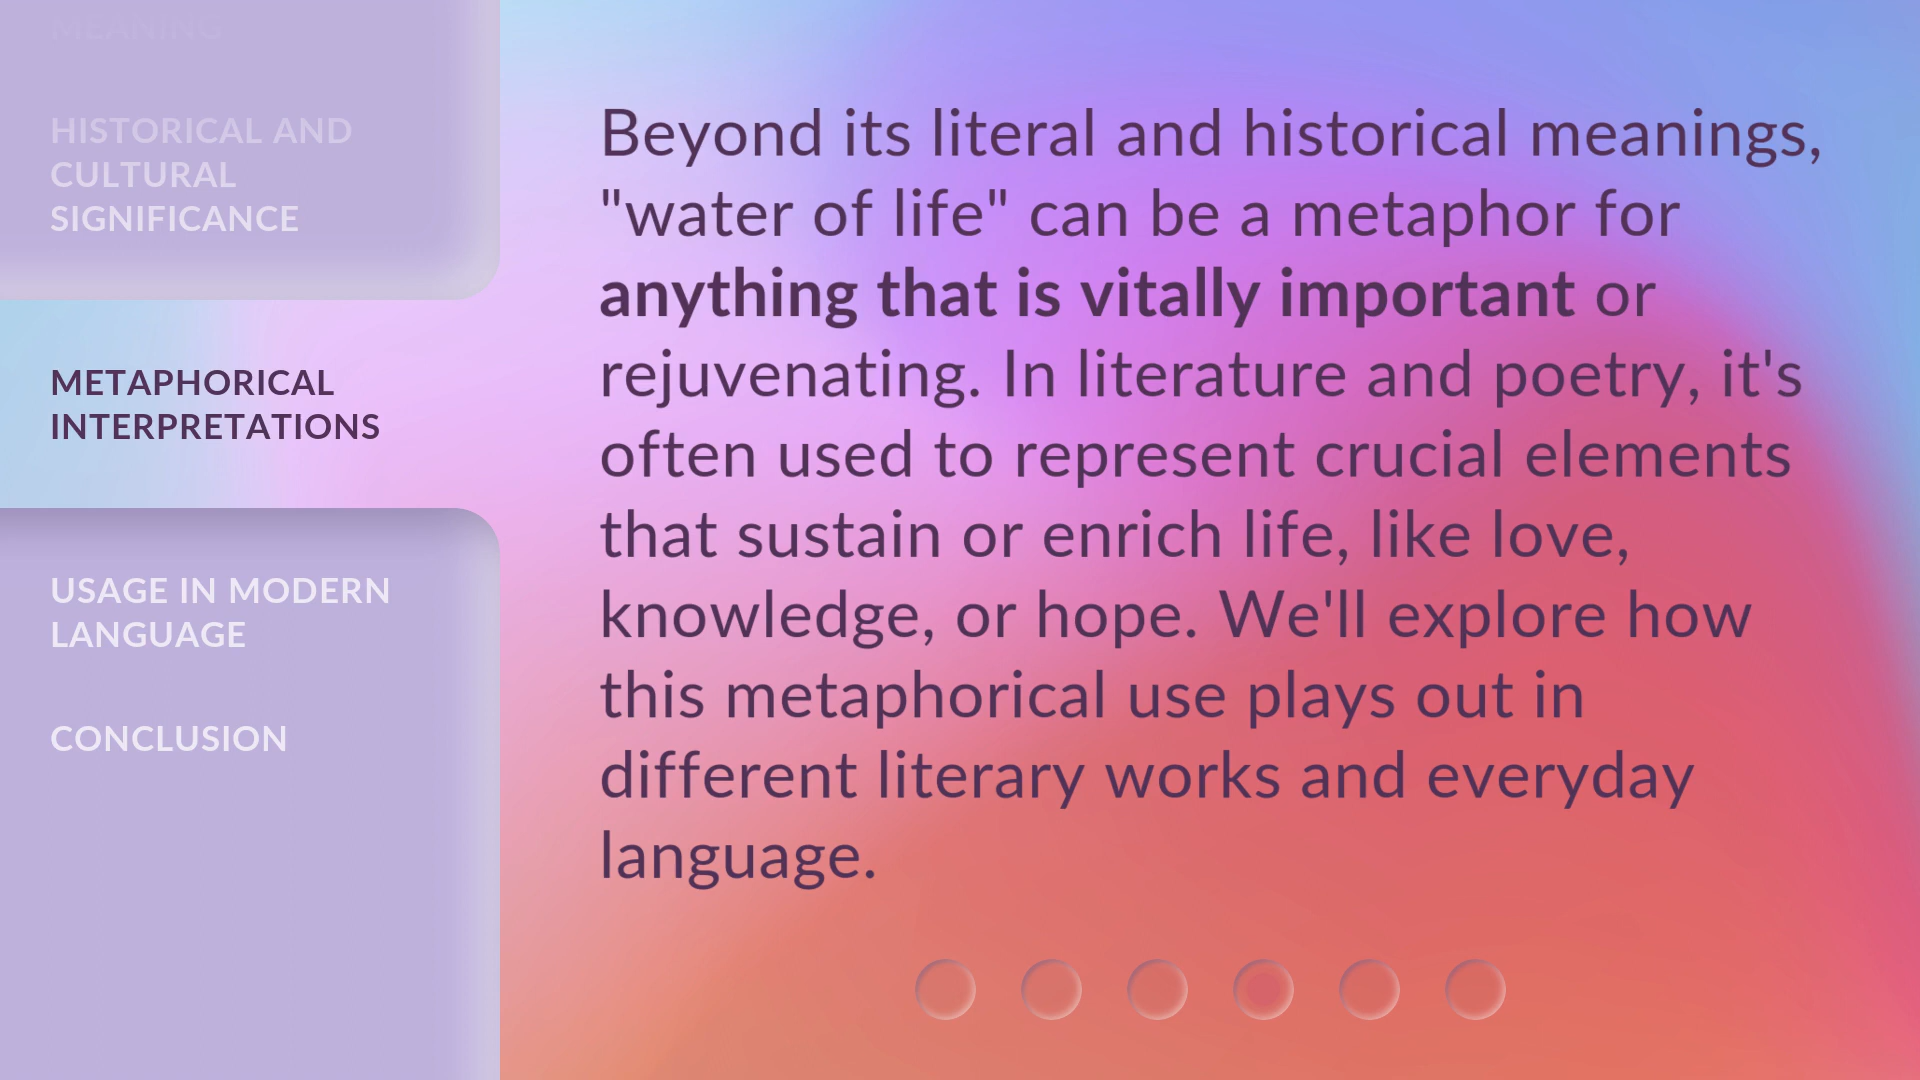 MEANING
HISTORICAL AND
CULTURAL
SIGNIFICANCE
METAPHORICAL
INTERPRETATIONS
USAGE IN MODERN
LANGUAGE
CONCLUSION
Beyond its literal and historical meanings,
"water of life" can be a metaphor for
anything that is vitally important or
rejuvenating. In literature and poetry, it's
often used to represent crucial elements
that sustain or enrich life, like love,
knowledge, or hope. We'll explore how
this metaphorical use plays out in
different literary works and everyday
language.